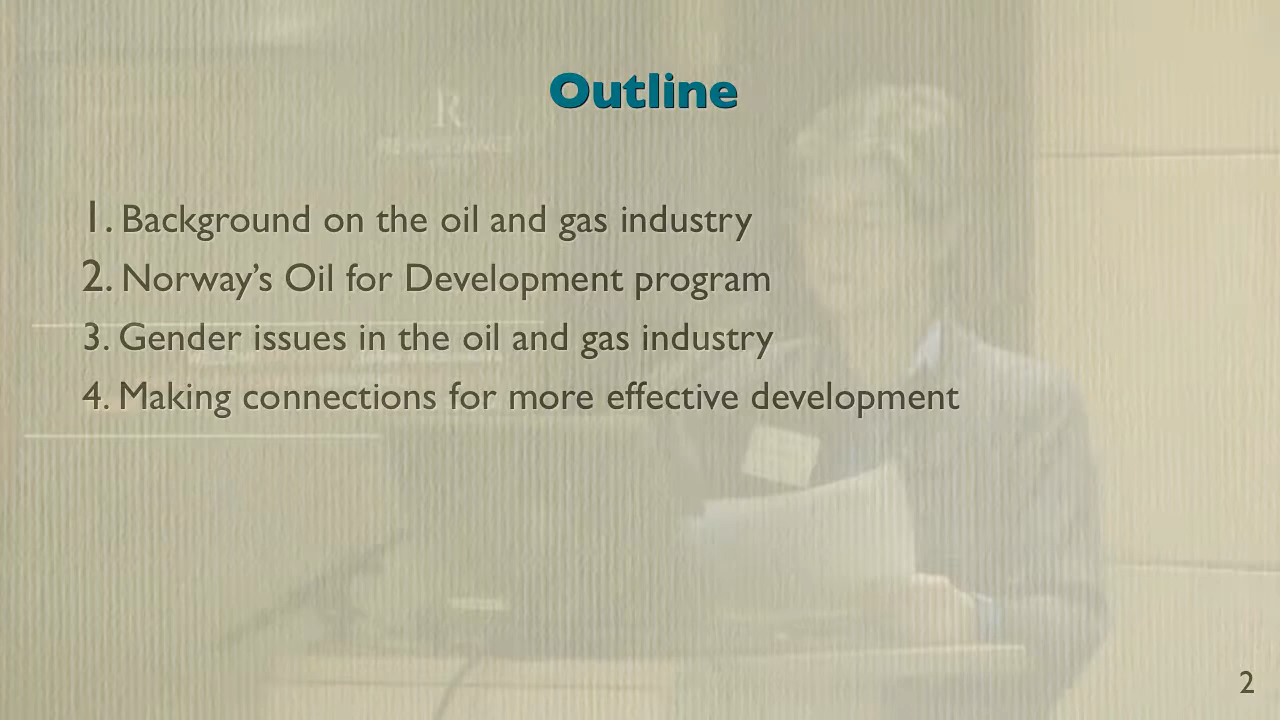 Outline
1. Background on the oil and gas industry
2. Norway's Oil for Development program
3. Gender issues in the oil and gas industry
4. Making connections for more effective development
R
RENAISSANCE
2